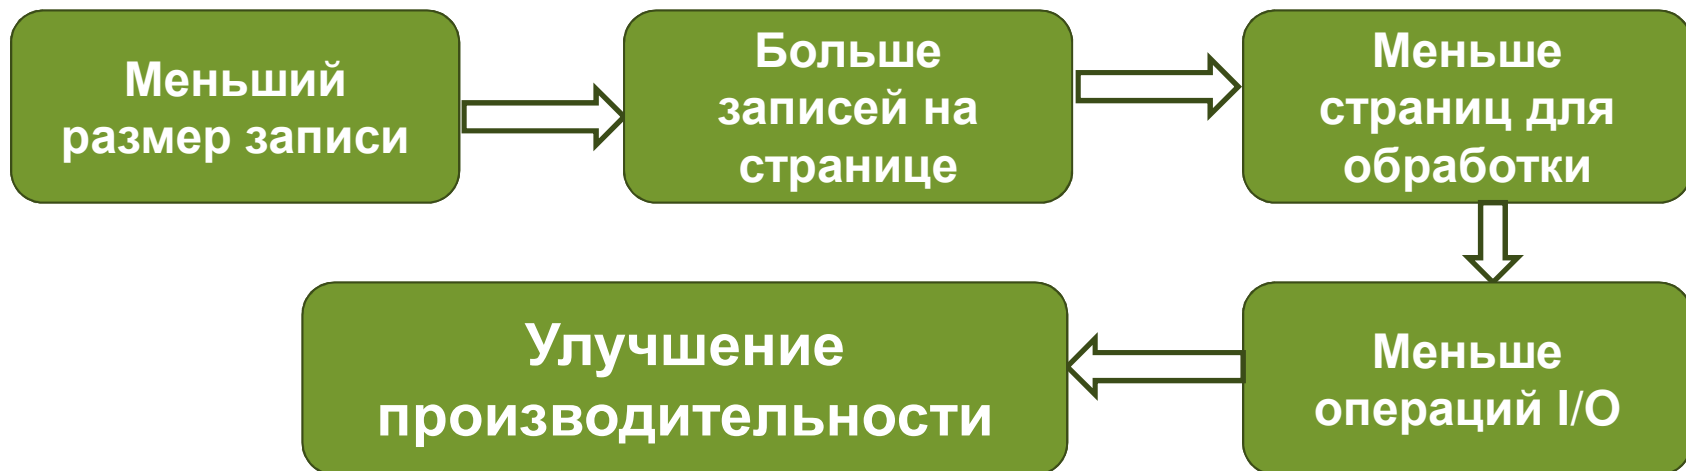 Меньший
размер записи
Больше
записей на
странице
Меньше
страниц для
обработки
Меньше
операций I/O
Улучшение
производительности